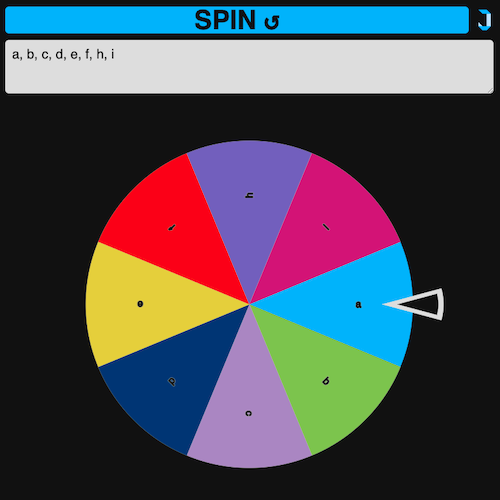 SPIN ↺
J
a, b, c, d, e, f, h, i
h
f
i
e
a
d
b
c